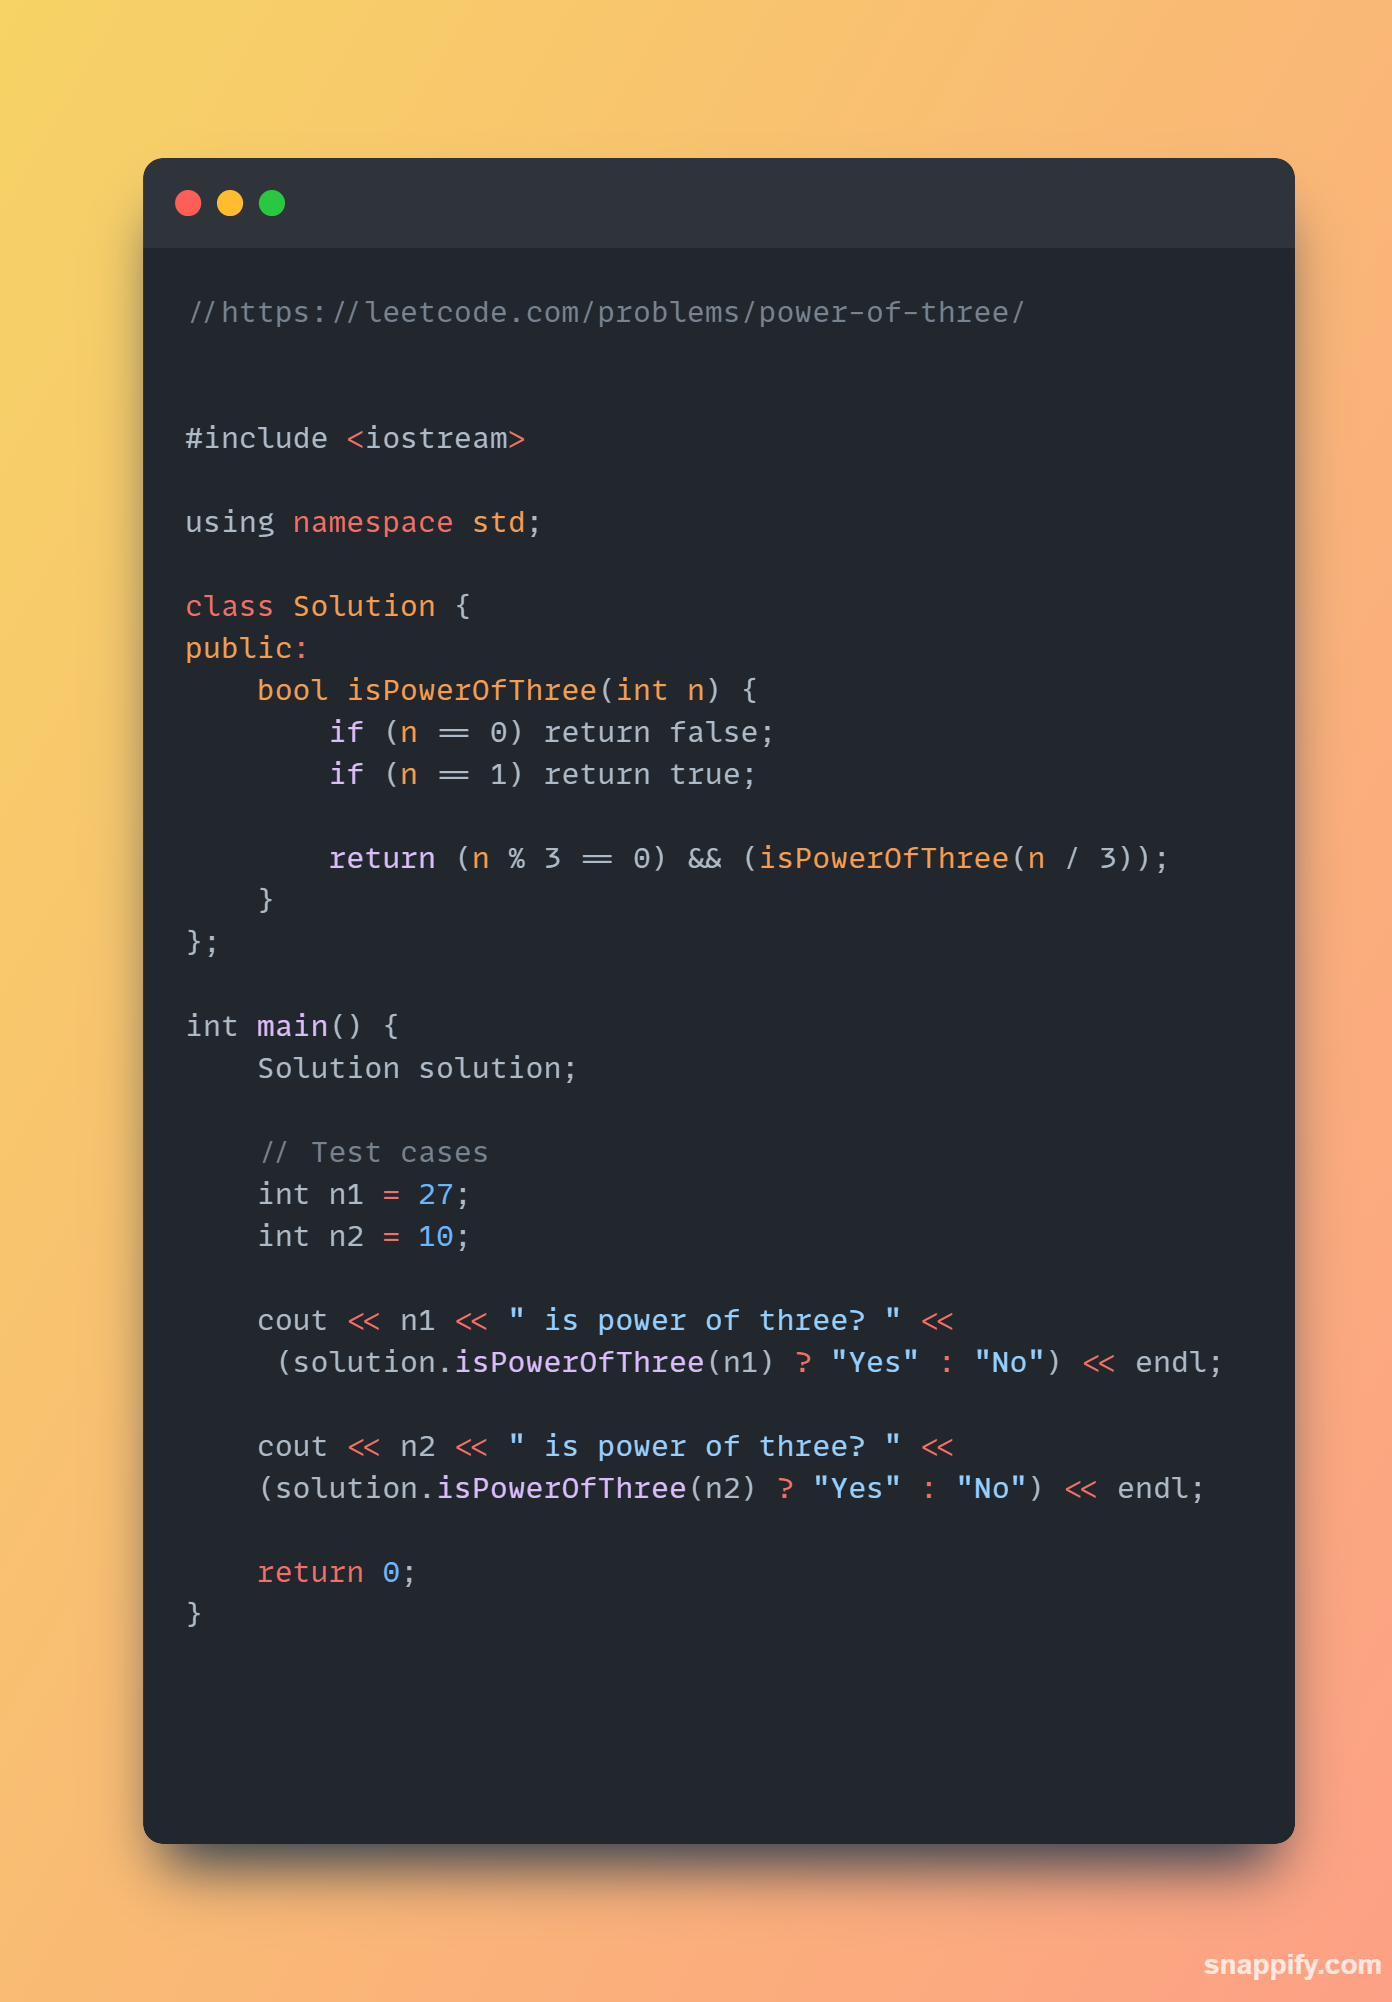 //https://leetcode.com/problems/power-of-three/
#include <iostream>
using namespace std;
class Solution {
public:
    bool isPowerOfThree(int n) {
        if (n == 0) return false;
        if (n == 1) return true;
        return (n % 3 == 0) && (isPowerOfThree(n / 3));
    }
};
int main() {
    Solution solution;
    // Test cases
    int n1 = 27;
    int n2 = 10;
    cout << n1 << " is power of three? " <<
     (solution.isPowerOfThree(n1) ? "Yes" : "No") << endl;
    cout << n2 << " is power of three? " <<
    (solution.isPowerOfThree(n2) ? "Yes" : "No") << endl;
    return 0;
}
snappify.com